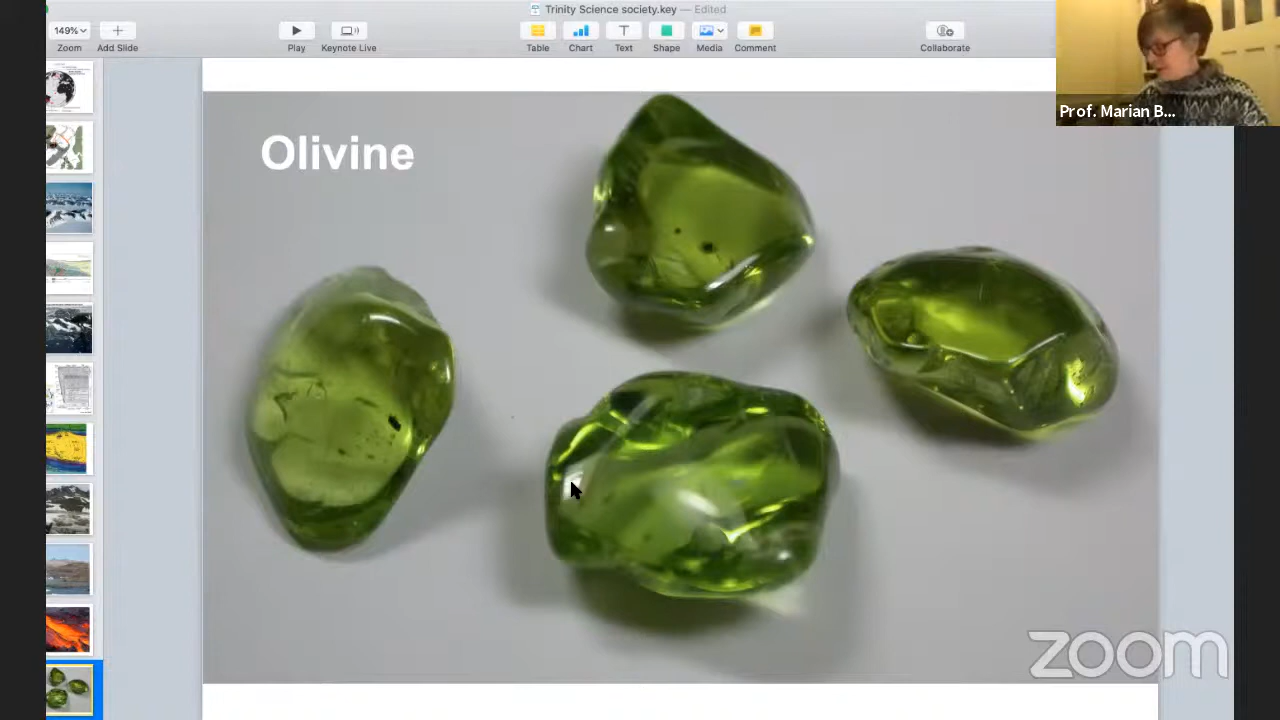 Trinity Science society.key — Edited
149%
Zoom
Add Slide
Play
Keynote Live
Table
Chart
Text
Shape
Media
Comment
Collaborate
Prof. Marian B...
Olivine
zoom